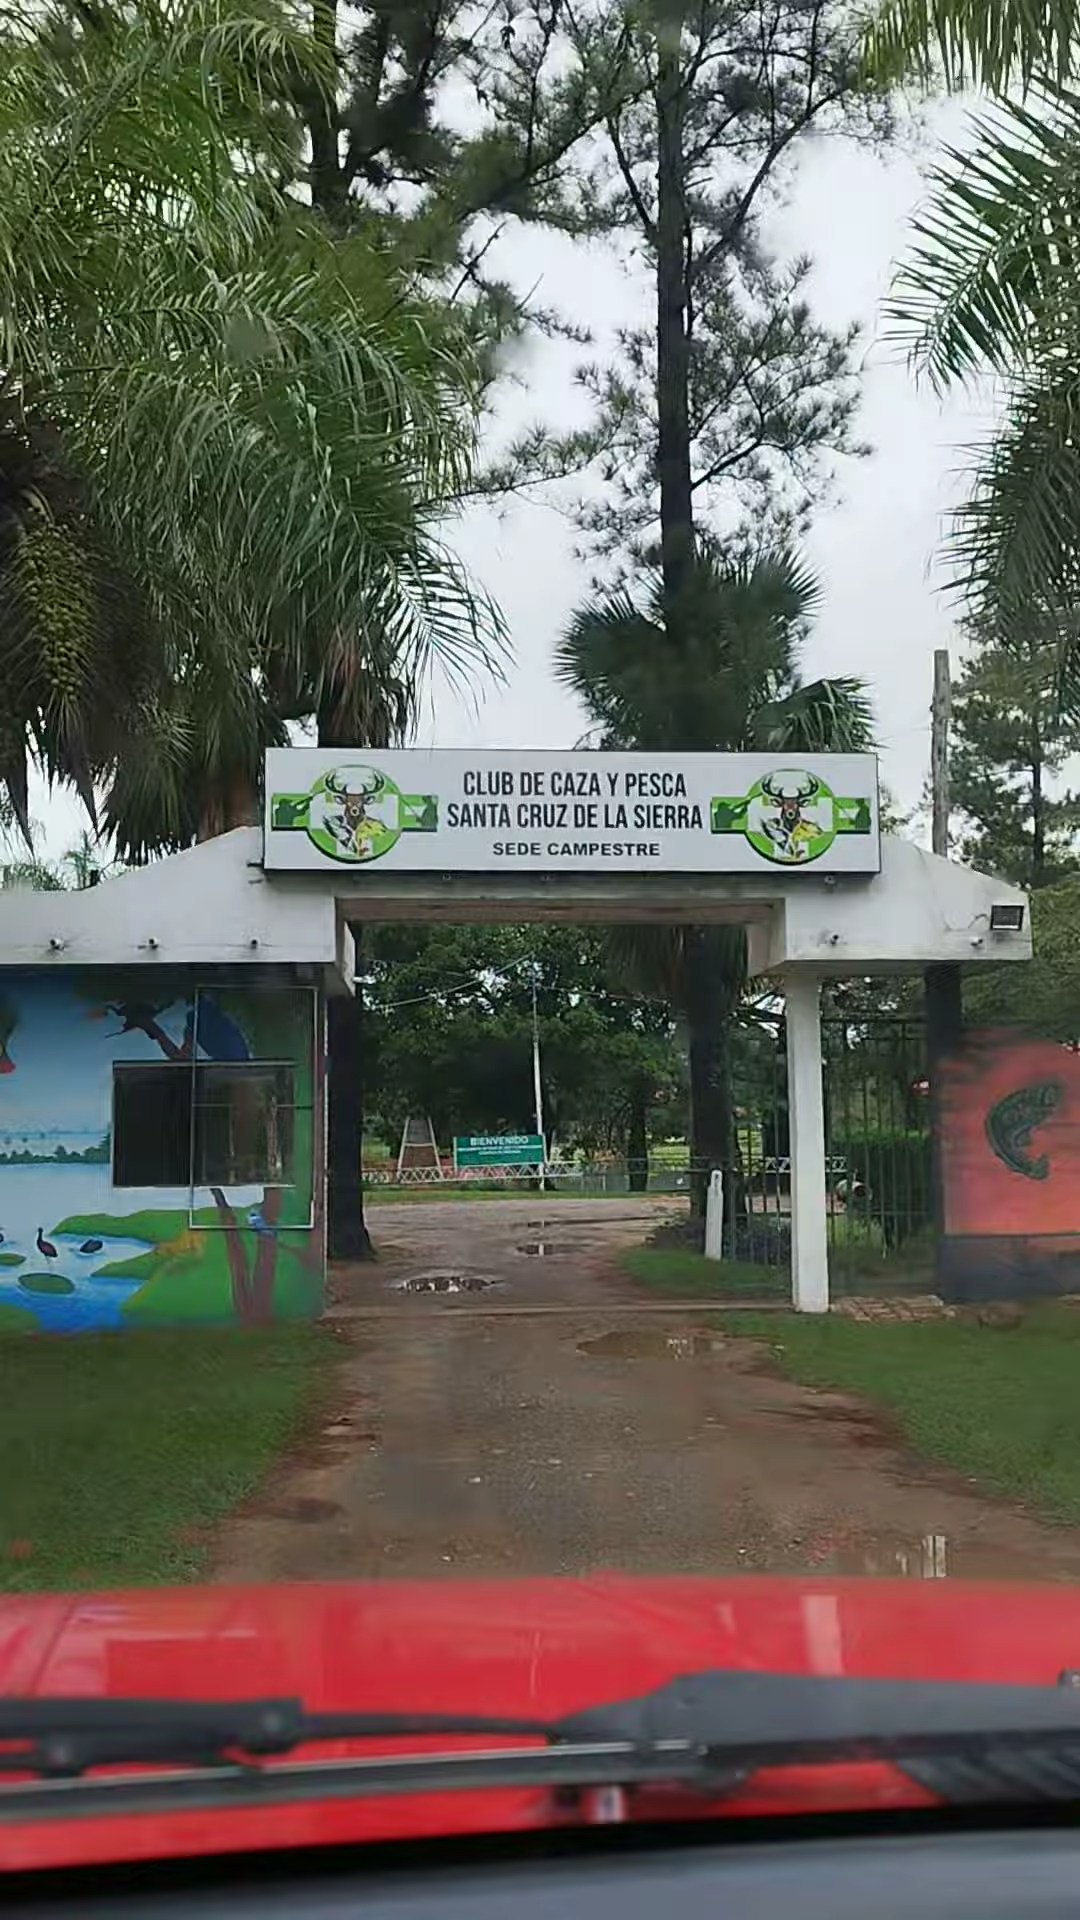 CLUB DE CAZA Y PESCA
SANTA CRUZ DE LA SIERRA
SEDE CAMPESTRE
BIENVENIDO